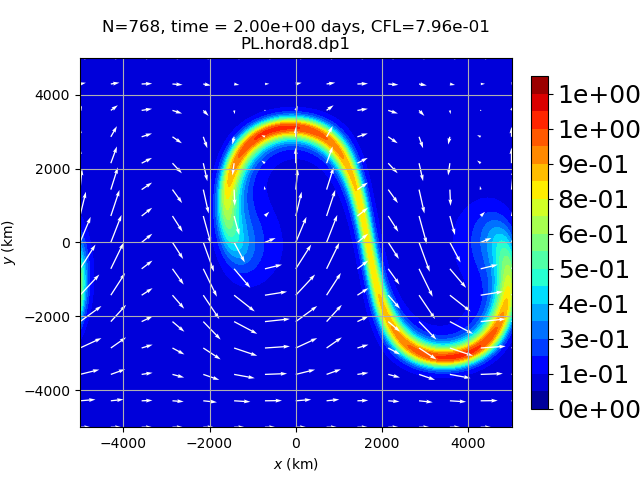 N=768, time = 2.00e+00 days, CFL=7.96e-01
PL.hord8.dp1
4000
2000
0
−2000
−4000
y (km)
−4000 −2000 0 2000 4000
x (km)
1e+00
1e+00
9e-01
8e-01
6e-01
5e-01
4e-01
3e-01
1e-01
0e+00